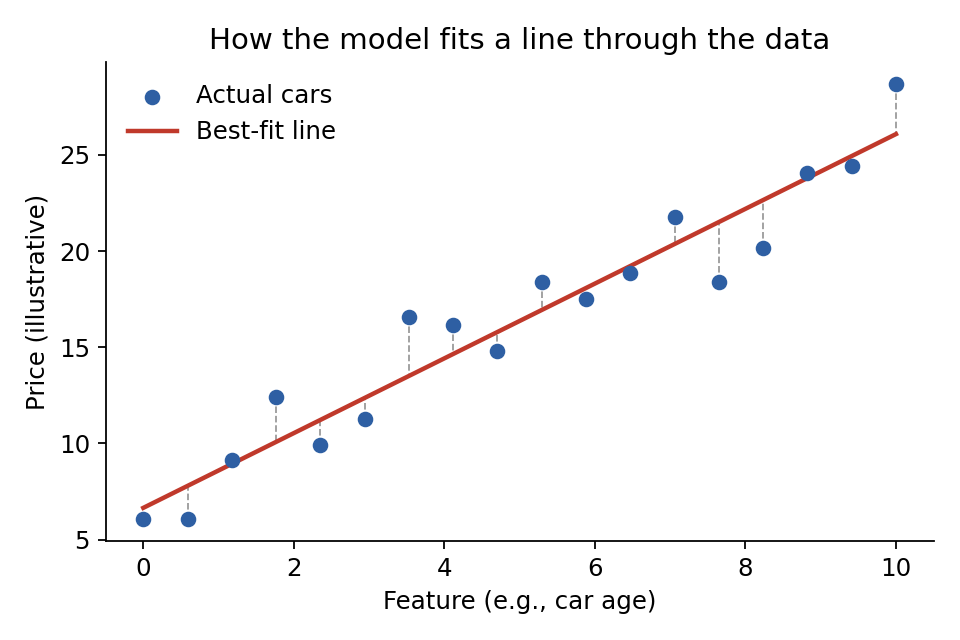 How the model fits a line through the data
Actual cars
Best-fit line
Price (illustrative)
25
20
15
10
5
0 2 4 6 8 10
Feature (e.g., car age)